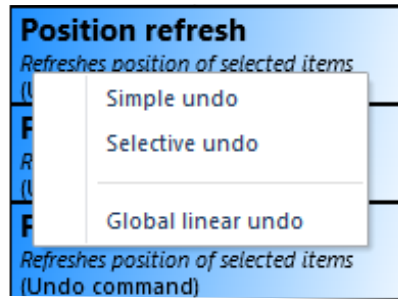 Position refresh
Refreshes position of selected items
Simple undo
Selective undo
Global linear undo
Refreshes position of selected items
(Undo command)